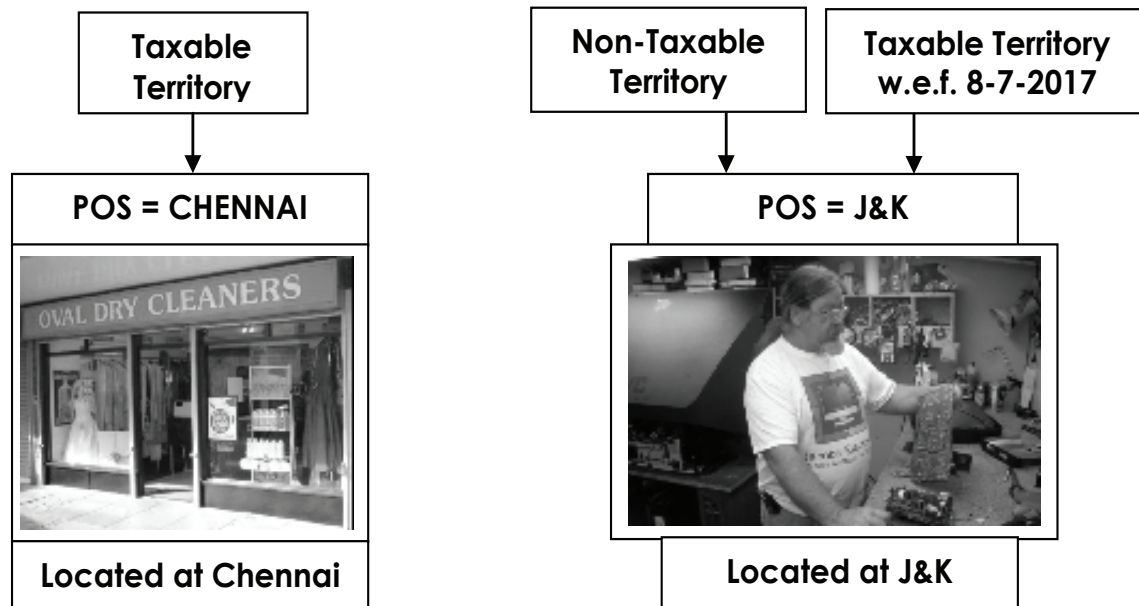 Taxable
Territory
POS = CHENNAI
OVAL DRY CLEANERS
Located at Chennai
Non-Taxable
Territory
Taxable Territory
w.e.f. 8-7-2017
POS = J&K
Located at J&K